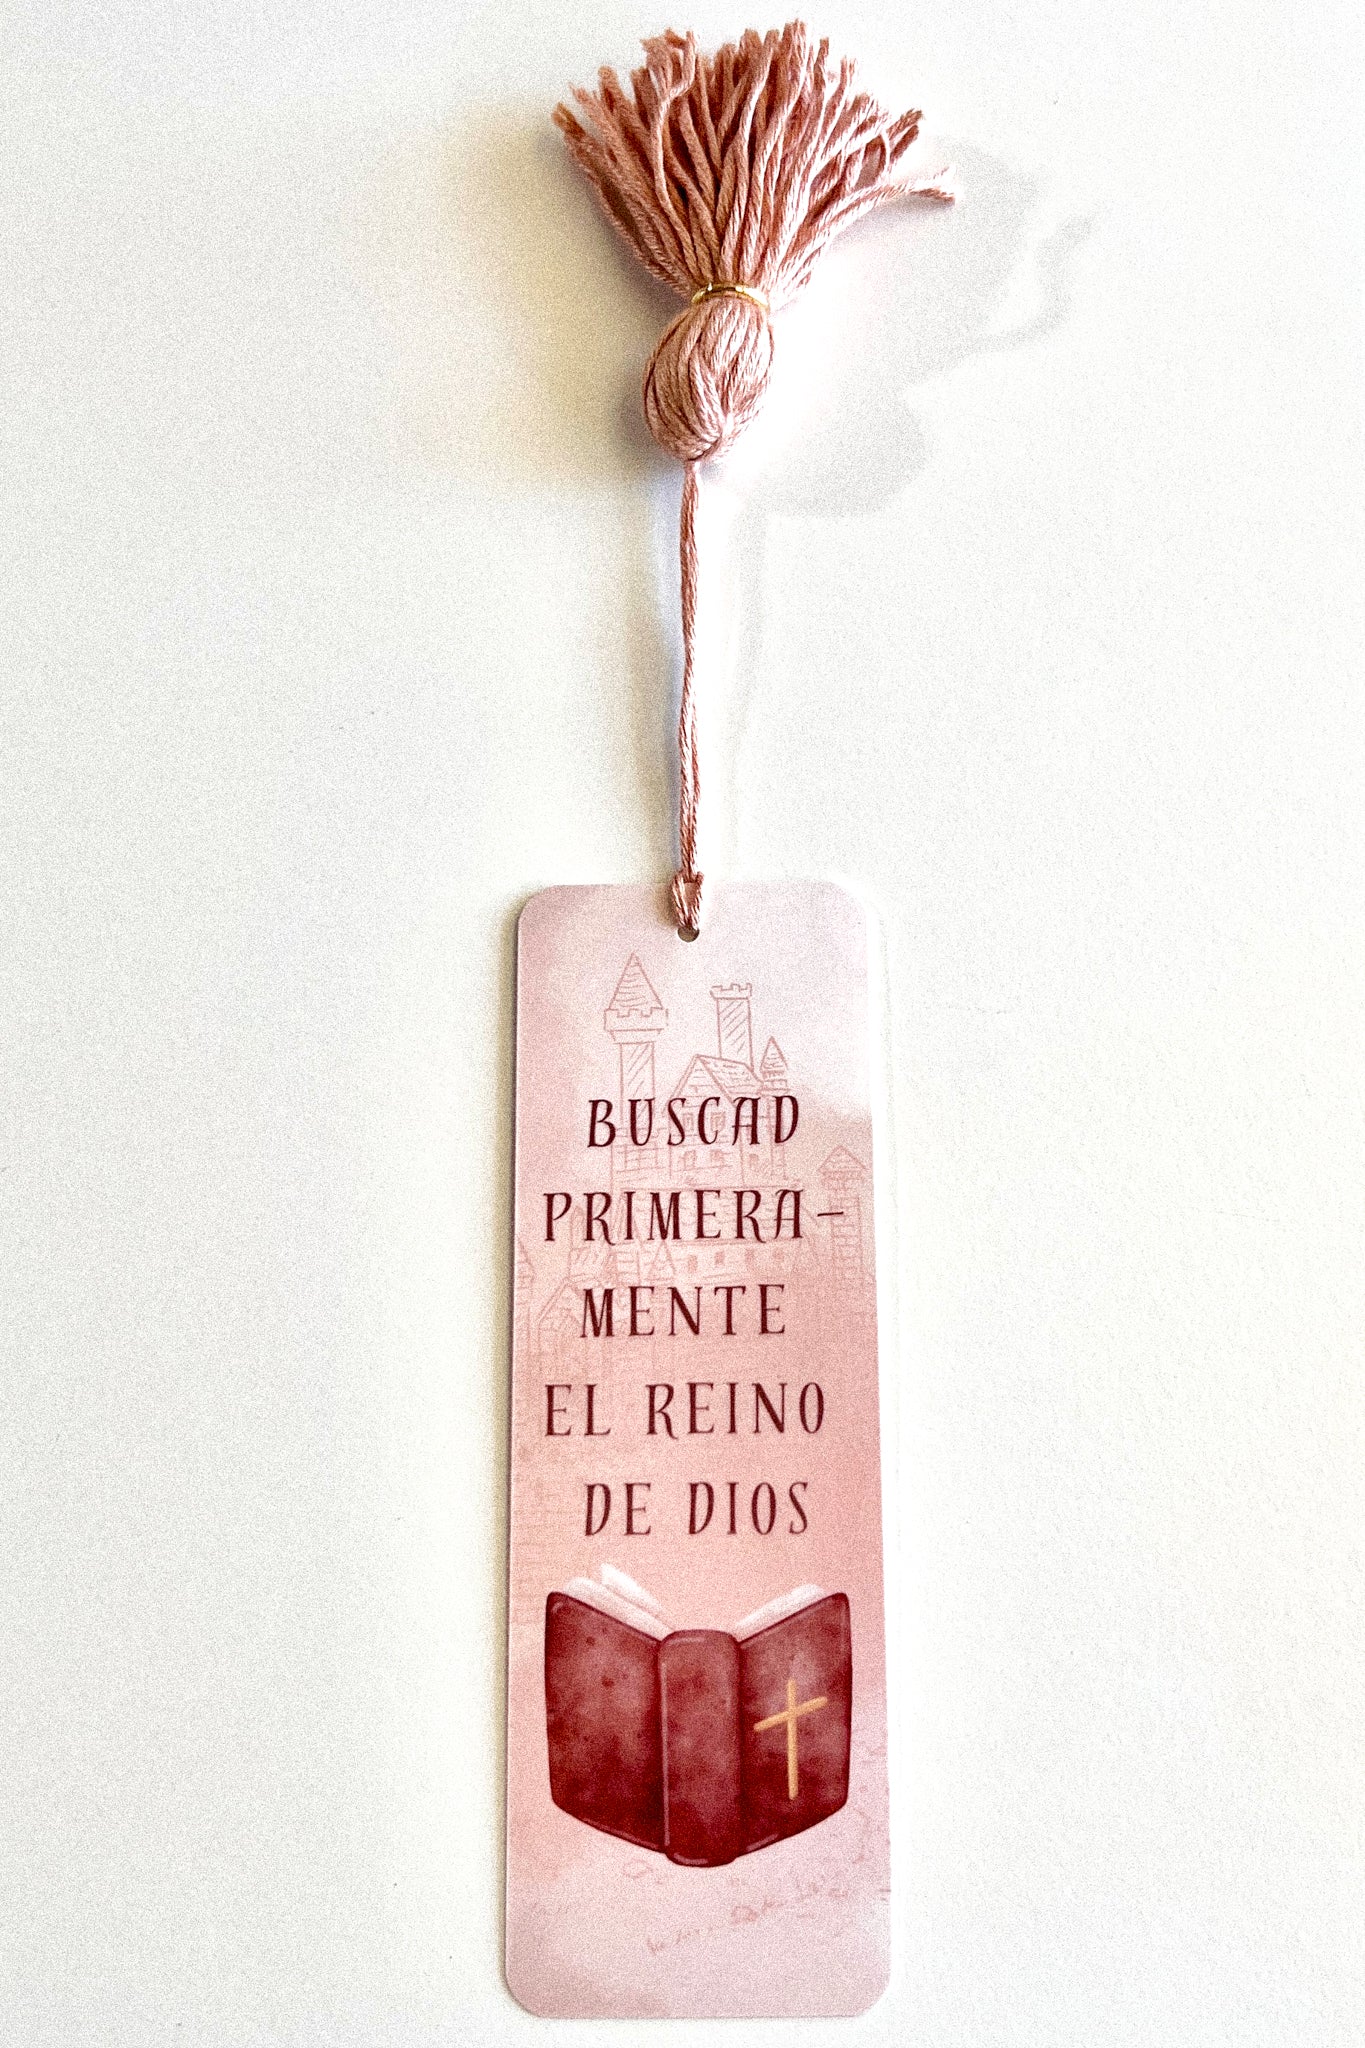 BUSCAD
PRIMERA-
MENTE
EL REINO
DE DIOS